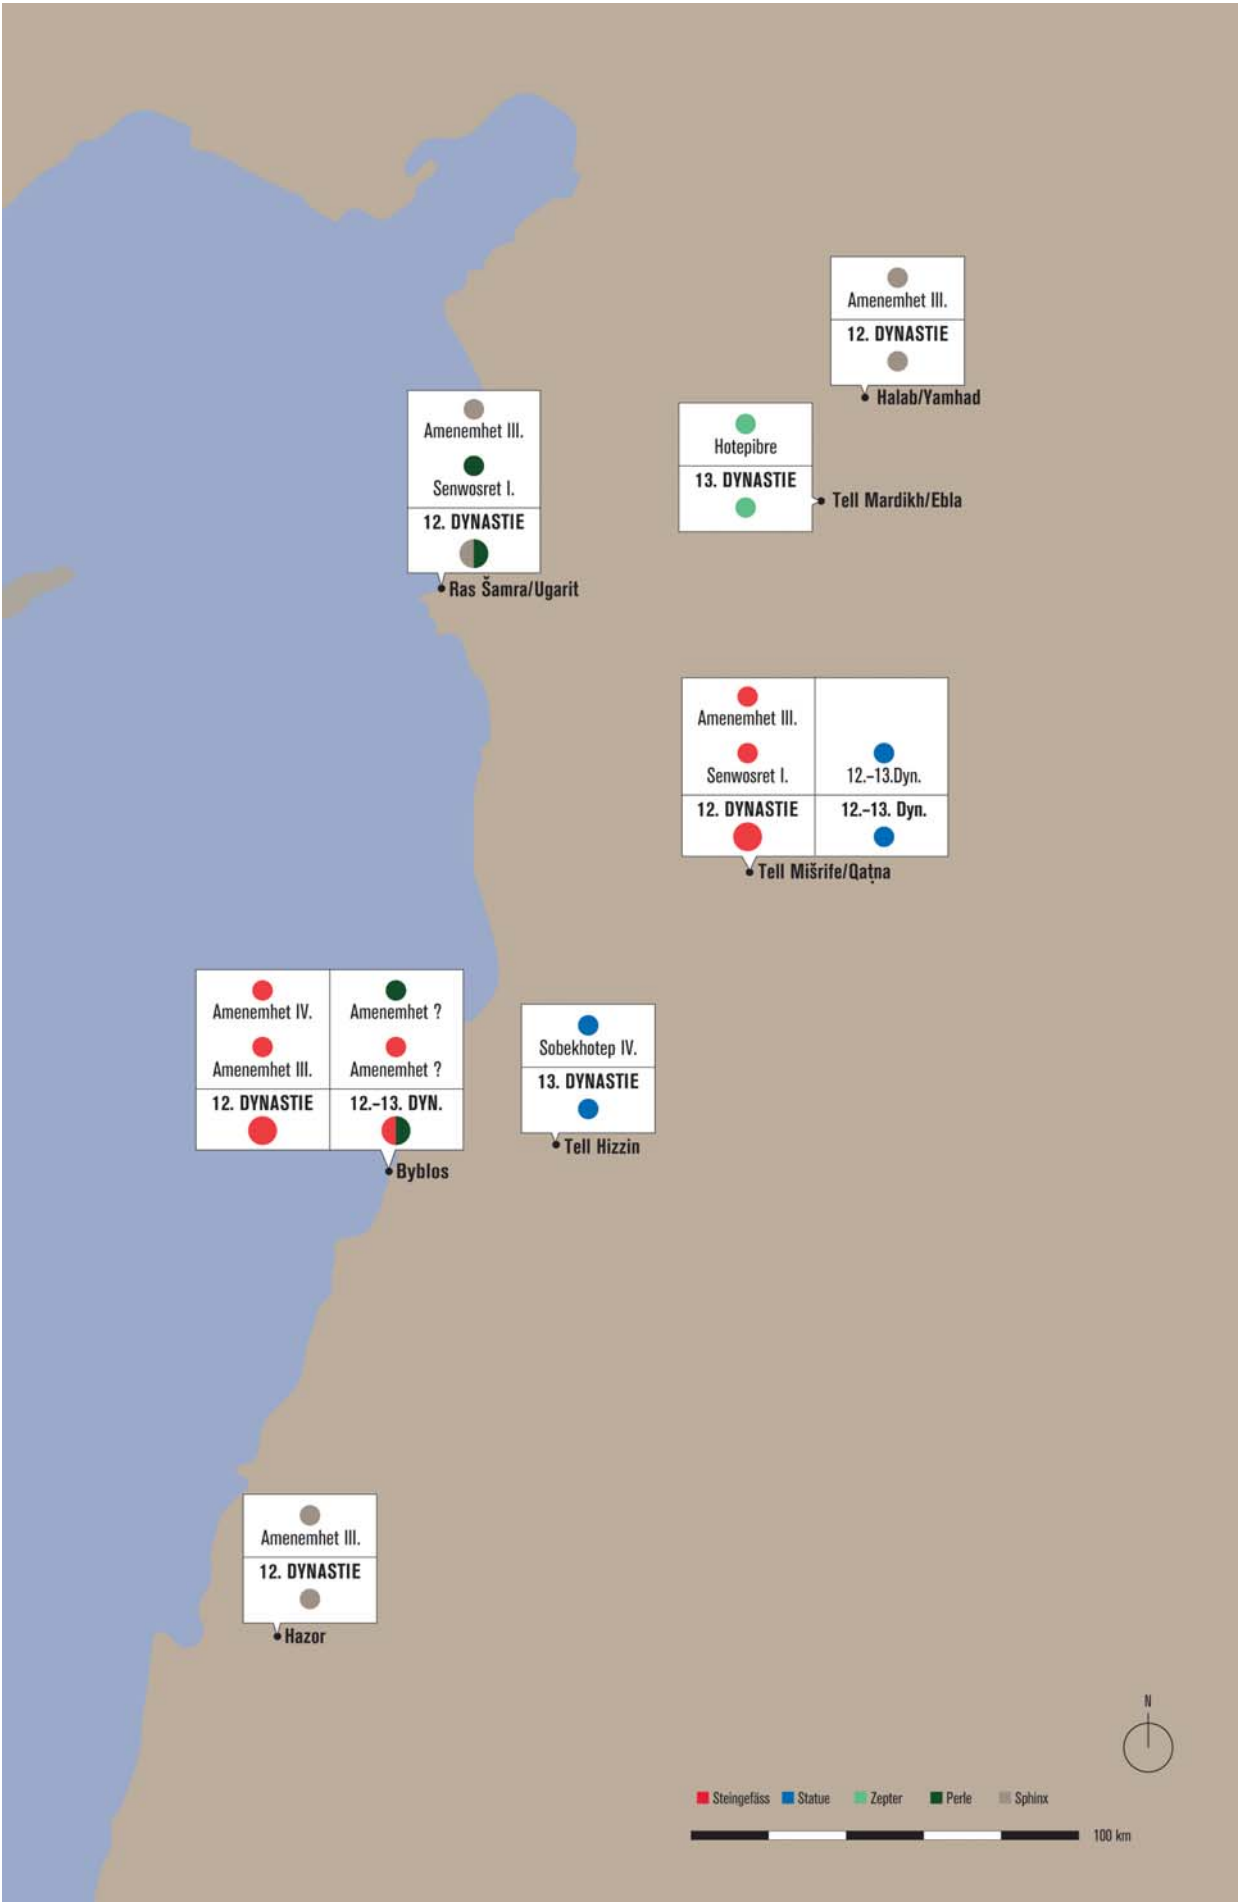 Amenemhet III.
12. DYNASTIE
Halab/Yamhad
Amenemhet III.
Senwosret I.
12. DYNASTIE
Ras Šamra/Ugarit
Hotepibre
13. DYNASTIE
Tell Mardikh/Ebla
Amenemhet III.
Senwosret I.
12. DYNASTIE
12.–13.Dyn.
12.–13. Dyn.
Tell Mišrife/Qaṭna
Amenemhet IV.
Amenemhet III.
12. DYNASTIE
Amenemhet ?
Amenemhet ?
12.–13. DYN.
Byblos
Sobekhotep IV.
13. DYNASTIE
Tell Hizzin
Amenemhet III.
12. DYNASTIE
Hazor
N
Steingefäss Statue Zepter Perle Sphinx
100 km